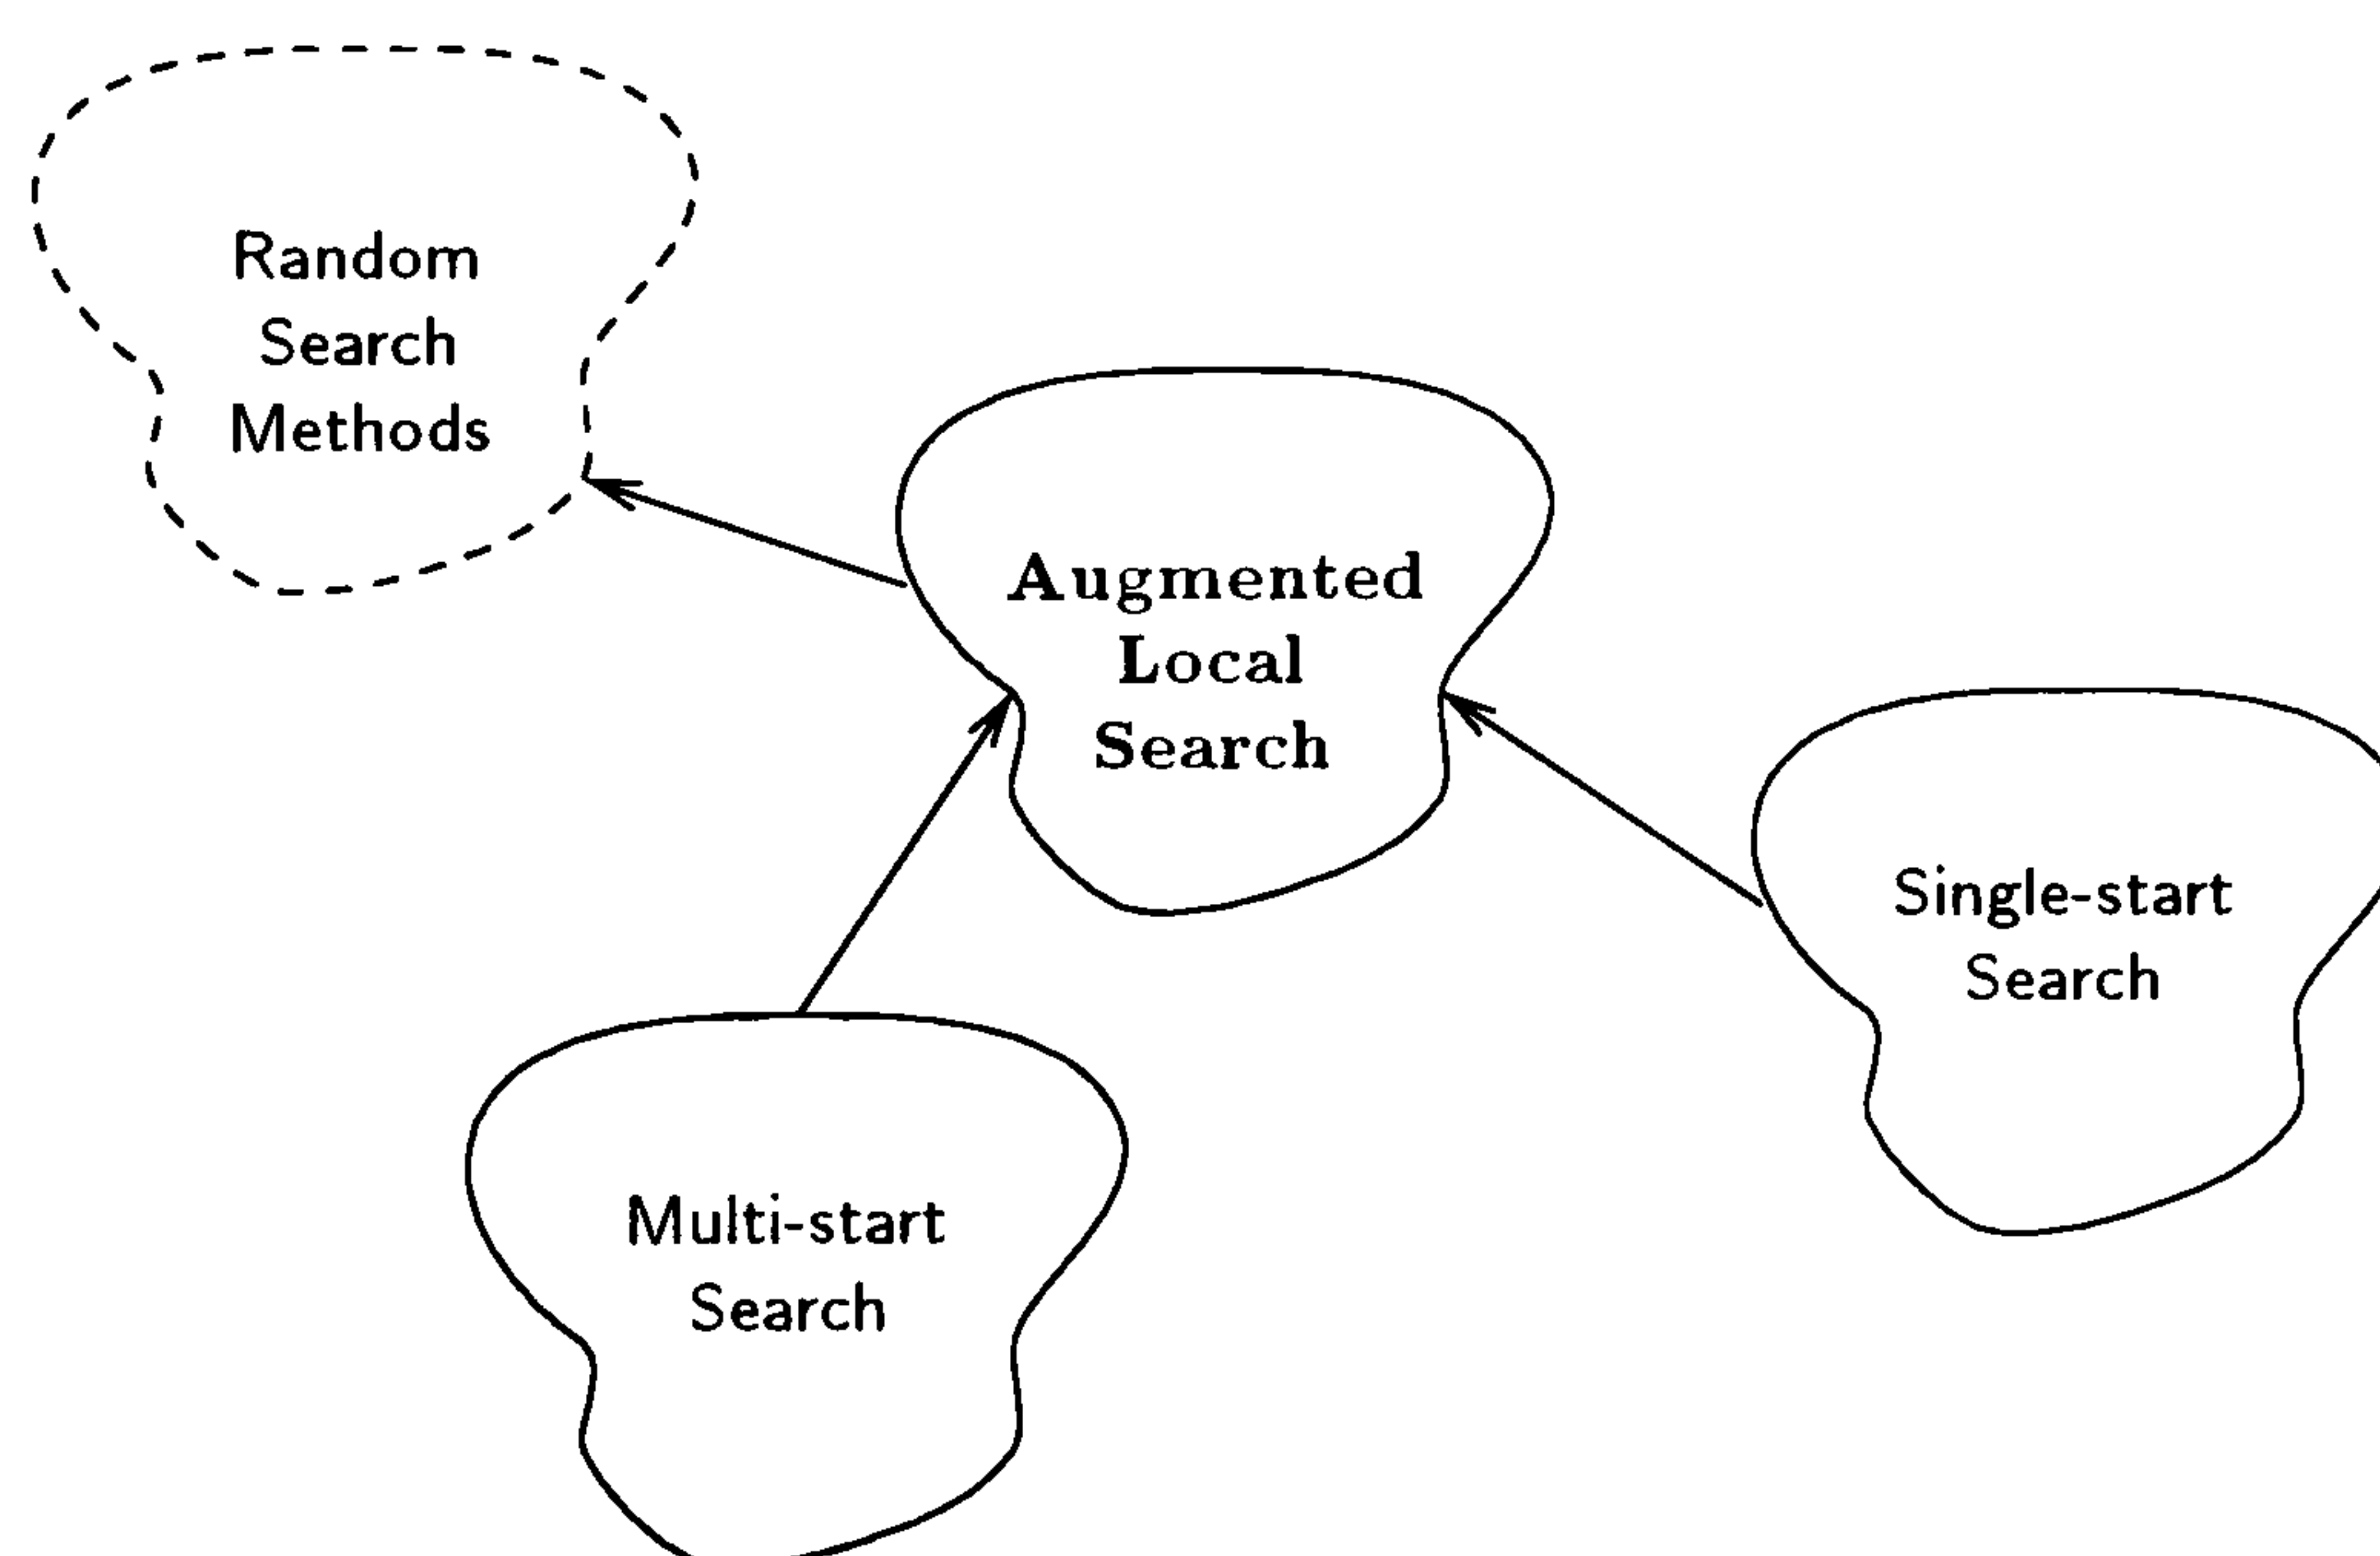 Random
Search
Methods
Augmented
Local
Search
Single-start
Search
Multi-start
Search